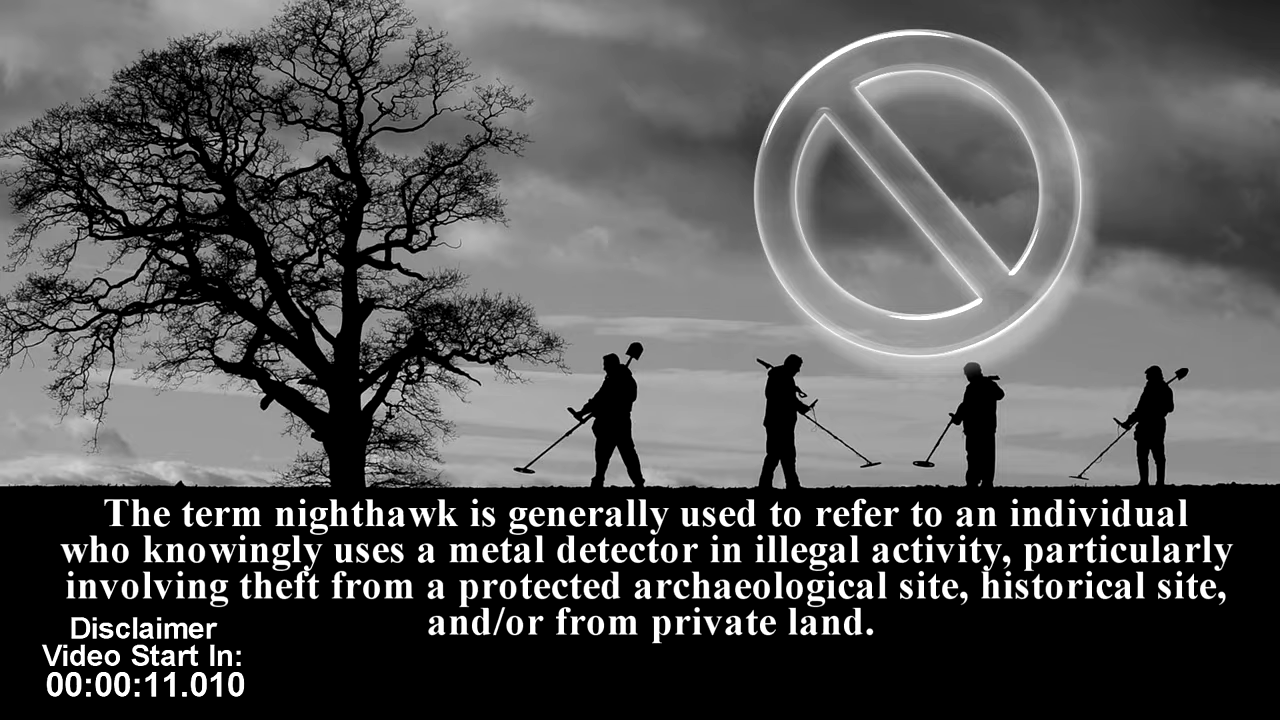 The term nighthawk is generally used to refer to an individual
who knowingly uses a metal detector in illegal activity, particularly
involving theft from a protected archaeological site, historical site,
and/or from private land.
Disclaimer
Video Start In:
00:00:11.010